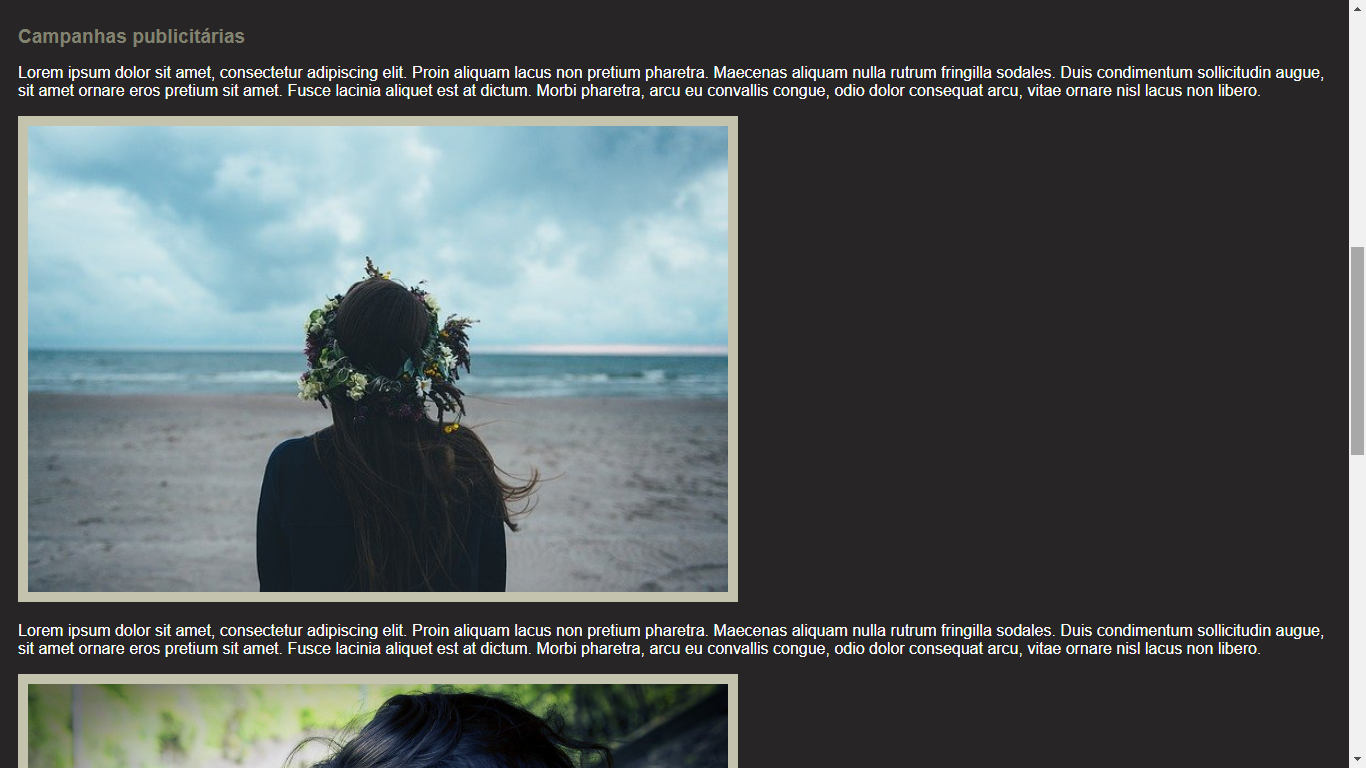 Campanhas publicitárias
Lorem ipsum dolor sit amet, consectetur adipiscing elit. Proin aliquam lacus non pretium pharetra. Maecenas aliquam nulla rutrum fringilla sodales. Duis condimentum sollicitudin augue,
sit amet ornare eros pretium sit amet. Fusce lacinia aliquet est at dictum. Morbi pharetra, arcu eu convallis congue, odio dolor consequat arcu, vitae ornare nisl lacus non libero.
Lorem ipsum dolor sit amet, consectetur adipiscing elit. Proin aliquam lacus non pretium pharetra. Maecenas aliquam nulla rutrum fringilla sodales. Duis condimentum sollicitudin augue,
sit amet ornare eros pretium sit amet. Fusce lacinia aliquet est at dictum. Morbi pharetra, arcu eu convallis congue, odio dolor consequat arcu, vitae ornare nisl lacus non libero.